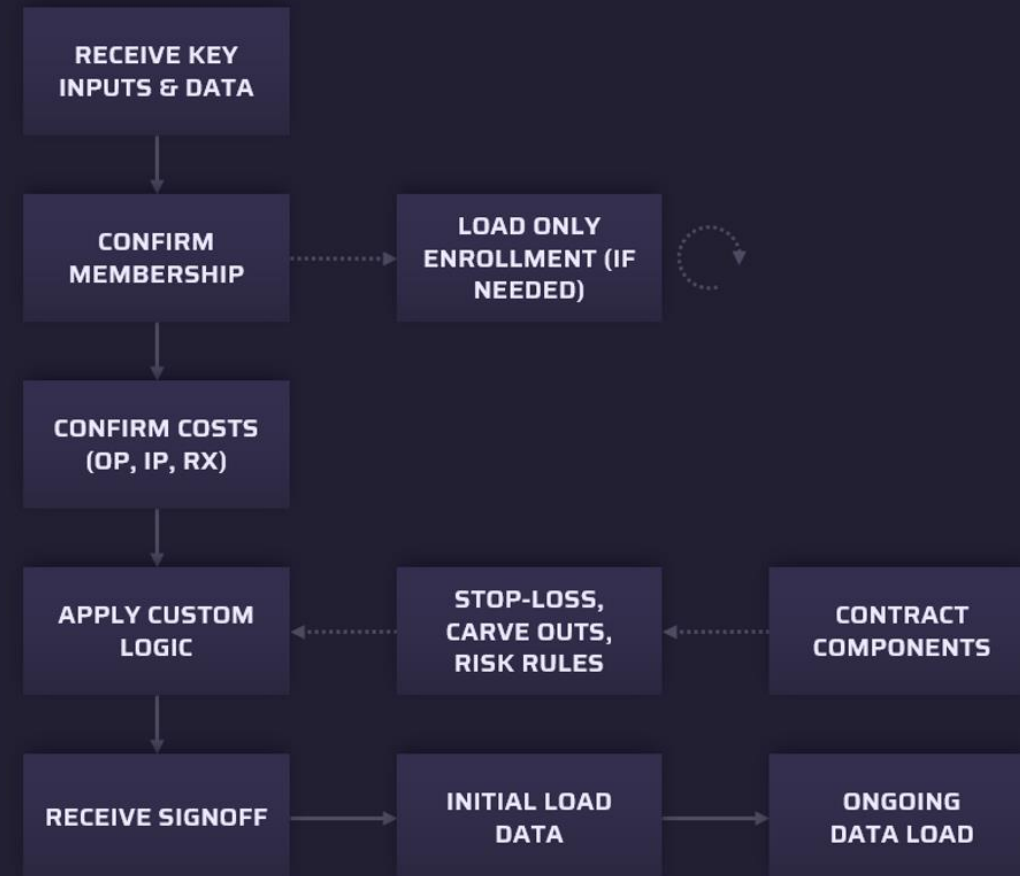 RECEIVE KEY
INPUTS & DATA
CONFIRM
MEMBERSHIP
LOAD ONLY
ENROLLMENT (IF
NEEDED)
CONFIRM COSTS
(OP, IP, RX)
APPLY CUSTOM
LOGIC
STOP-LOSS,
CARVE OUTS,
RISK RULES
CONTRACT
COMPONENTS
RECEIVE SIGNOFF
INITIAL LOAD
DATA
ONGOING
DATA LOAD